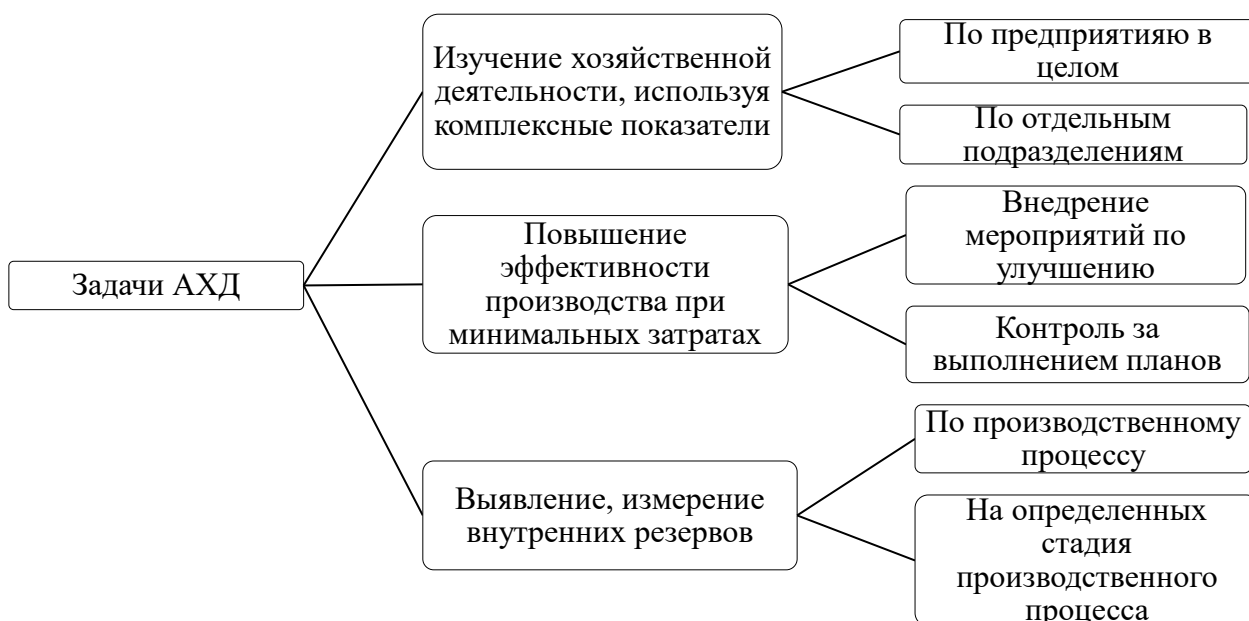 Задачи АХД
Изучение хозяйственной
деятельности, используя
комплексные показатели
По предприятияю в
целом
По отдельным
подразделениям
Повышение
эффективности
производства при
минимальных затратах
Внедрение
мероприятий по
улучшению
Контроль за
выполнением планов
Выявление, измерение
внутренних резервов
По производственному
процессу
На определенных
стадия
производственного
процесса